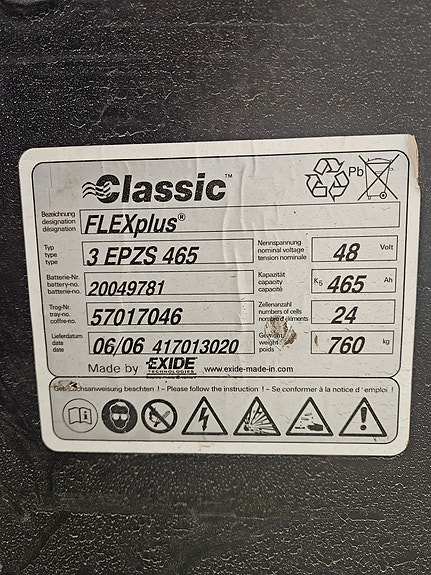 Classic™
Pb
Bezeichnung
designation
désignation
FLEXplus®
Typ
type
type
3 EPZS 465
Nennspannung
nominal voltage
tension nominale
48 Volt
Batterie-Nr.
battery-no.
batterie-no.
20049781
Kapazität
capacity
capacité
K5 465 Ah
Trog-Nr.
tray-no.
coffre-no.
57017046
Zellenanzahl
numbers of cells
nombre d'éléments
24
Lieferdatum
date
date
06/06 417013020
Gewicht
weight
poids
760 kg
Made by EXIDE TECHNOLOGIES www.exide-made-in.com
Gebrauchsanweisung beachten ! – Please follow the instruction ! – Se conformer à la notice d'emploi !